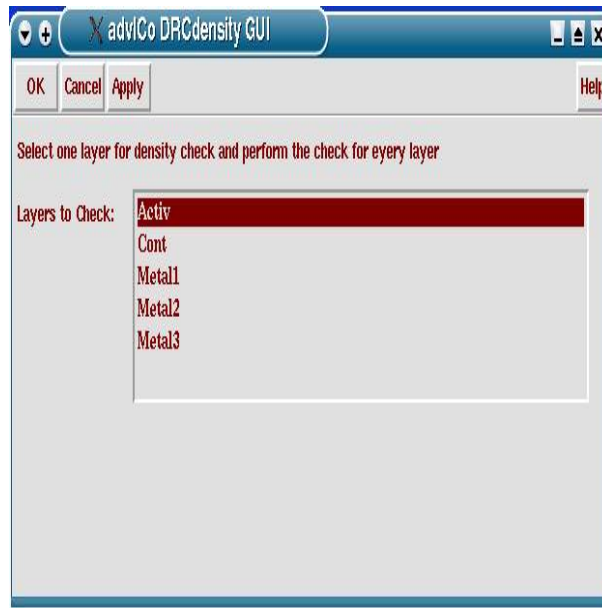 X advICo DRCdensity GUI
OK Cancel Apply Help
Select one layer for density check and perform the check for eyery layer
Layers to Check:
Activ
Cont
Metal1
Metal2
Metal3